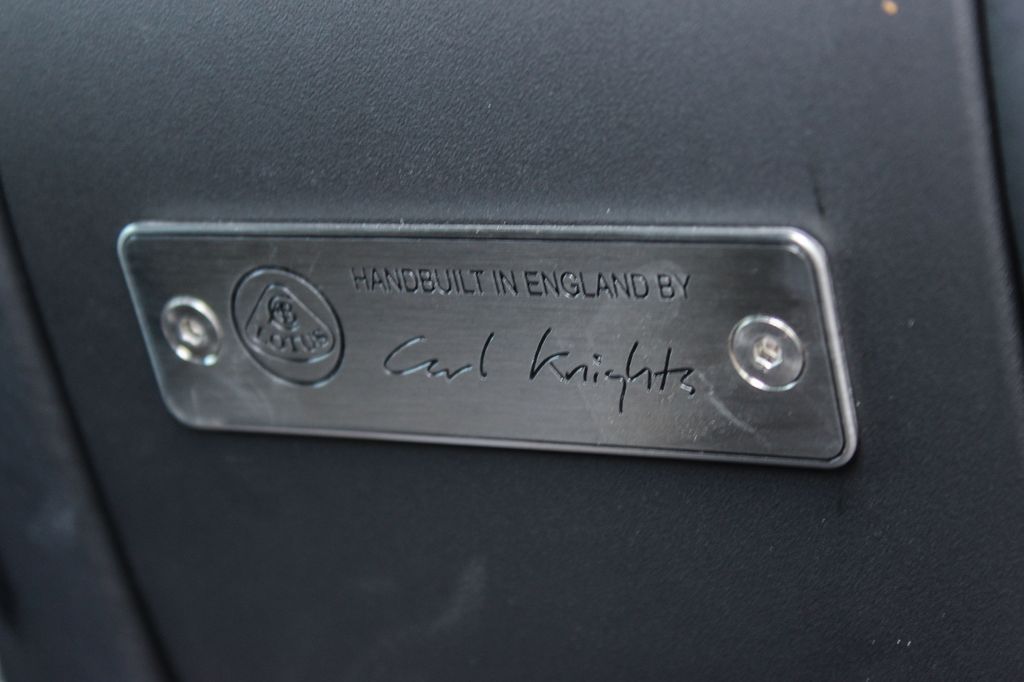 LOTUS
HANDBUILT IN ENGLAND BY
Carl Knights